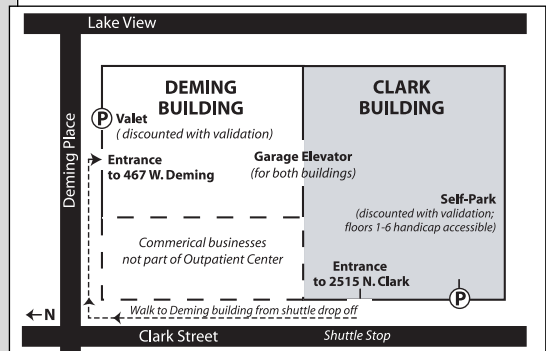 Lake View
Deming Place
DEMING
BUILDING
CLARK
BUILDING
P Valet
( discounted with validation)
Entrance
to 467 W. Deming
Garage Elevator
(for both buildings)
Self-Park
(discounted with validation;
floors 1-6 handicap accessible)
Commerical businesses
not part of Outpatient Center
Entrance
to 2515 N. Clark
P
N
Walk to Deming building from shuttle drop off
Clark Street
Shuttle Stop